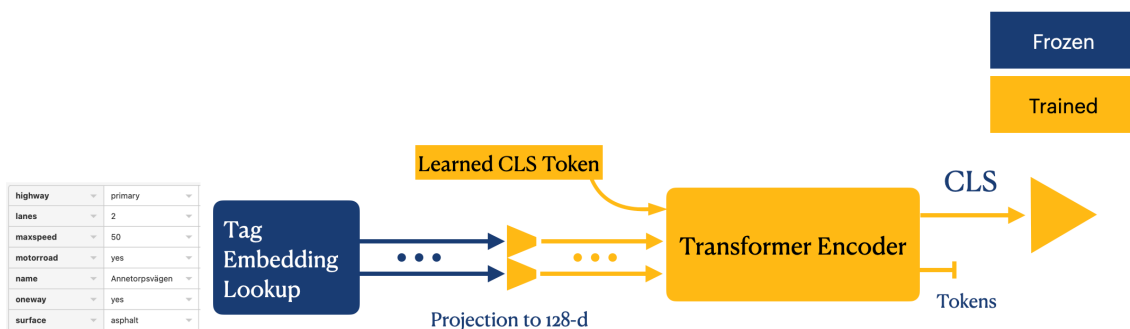 Frozen
Trained
Learned CLS Token
CLS
highway primary
lanes 2
maxspeed 50
motorroad yes
name Annetorpsvägen
oneway yes
surface asphalt
Tag
Embedding
Lookup
Transformer Encoder
Tokens
Projection to 128-d